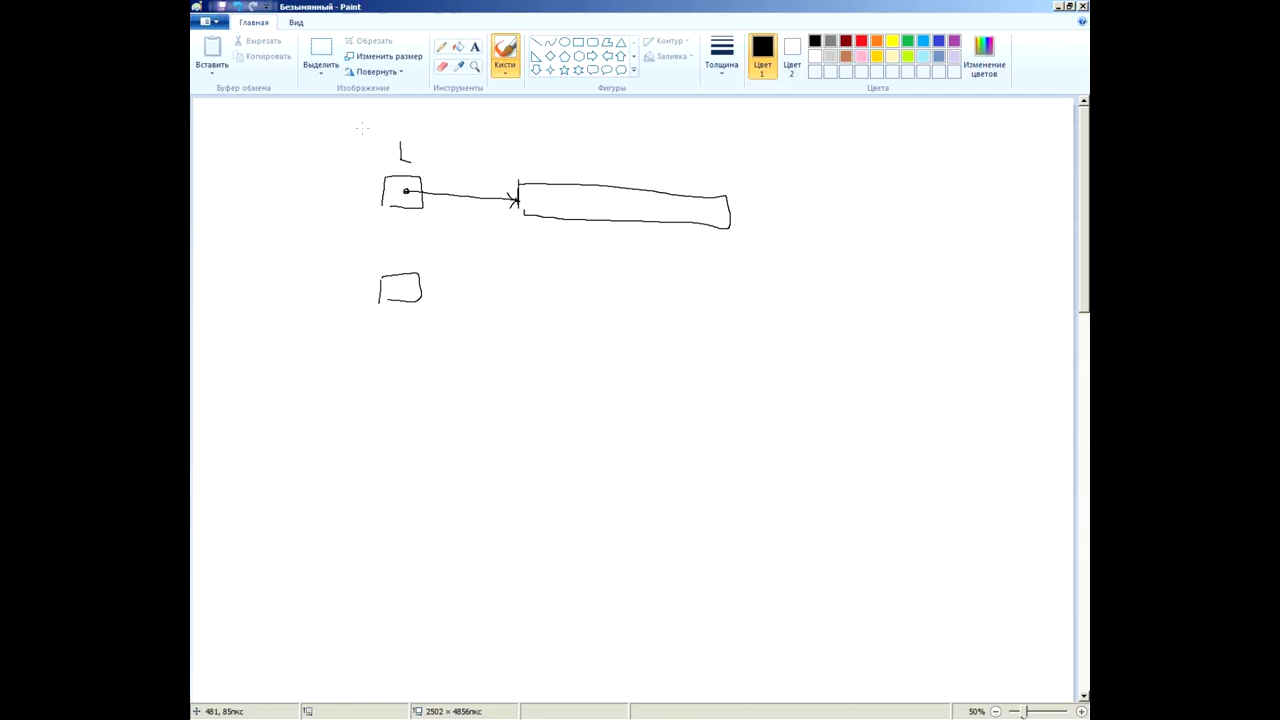 Безымянный - Paint
Главная
Вид
Вставить
Вырезать
Копировать
Буфер обмена
Выделить
Обрезать
Изменить размер
Повернуть
Изображение
A
Инструменты
Кисти
Контур
Заливка
Фигуры
Толщина
Цвет 1
Цвет 2
Изменение цветов
Цвета
L
481, 85пкс
2502 × 4856пкс
50%